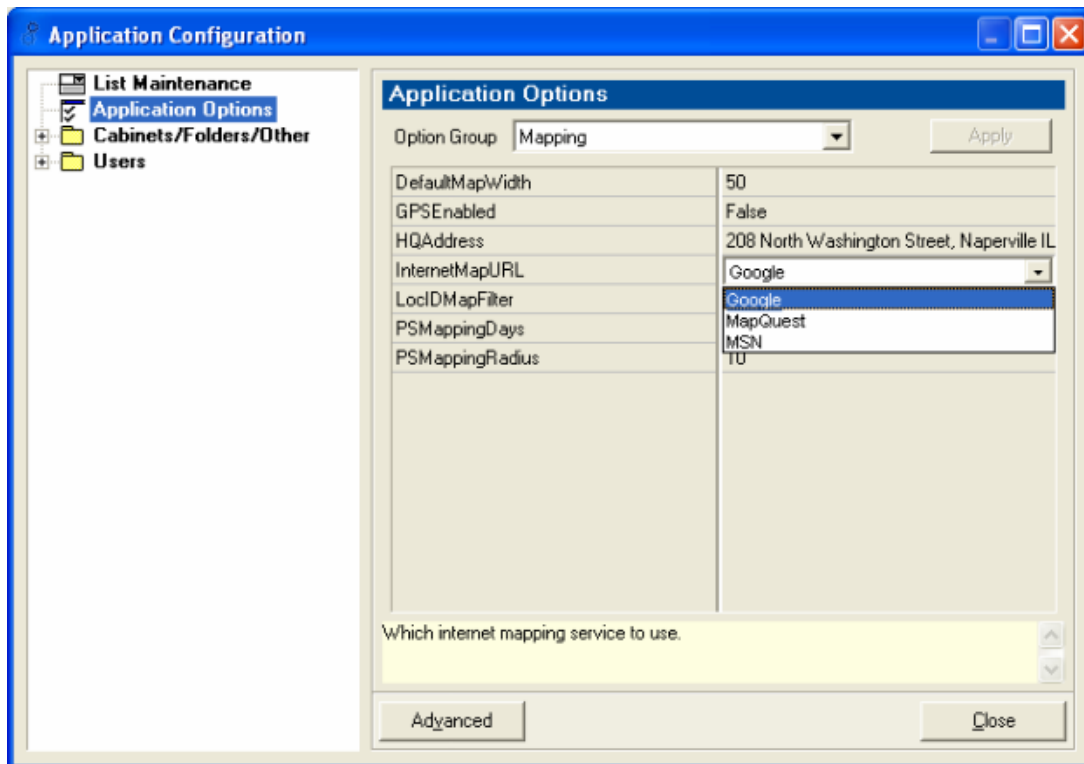 Application Configuration
List Maintenance
Application Options
Cabinets/Folders/Other
Users
Application Options
Option Group Mapping Apply
DefaultMapWidth 50
GPSEnabled False
HQAddress 208 North Washington Street, Naperville IL
InternetMapURL Google
LocIDMapFilter Google
MapQuest
PSMappingDays
MSN
PSMappingRadius 10
Which internet mapping service to use.
Advanced Close